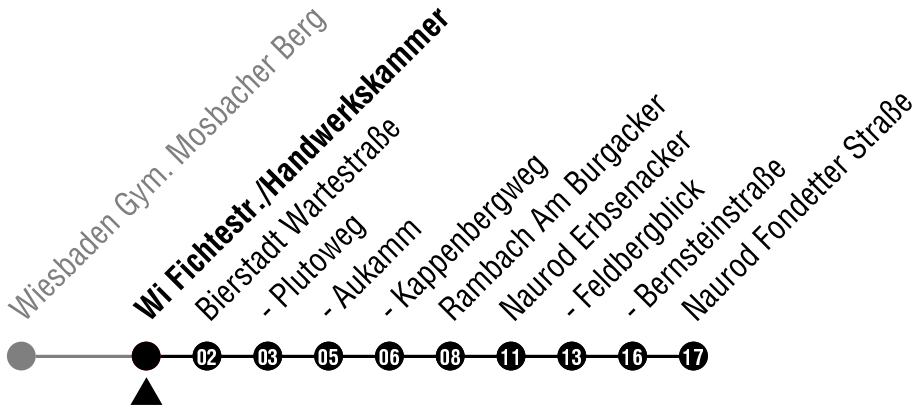 Wiesbaden Gym. Mosbacher Berg
Wi Fichtestr./Handwerkskammer
Bierstadt Wartestraße
- Plutoweg
- Aukamm
- Kappenbergweg
Rambach Am Burgacker
Naurod Erbsenacker
- Feldbergblick
- Bernsteinstraße
Naurod Fondetter Straße
02 03 05 06 08 11 13 16 17